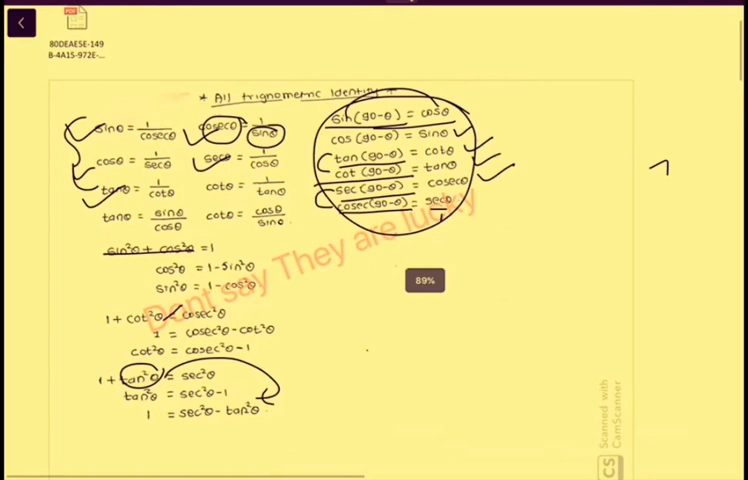 80DEAE5E-149
B-4A15-972E-...
* All trignometric Identity *
sinθ = 1/cosecθ
cosecθ = 1/sinθ
cosθ = 1/secθ
secθ = 1/cosθ
tanθ = 1/cotθ
cotθ = 1/tanθ
tanθ = sinθ/cosθ
cotθ = cosθ/sinθ
sin²θ + cos²θ = 1
cos²θ = 1-sin²θ
sin²θ = 1-cos²θ
1 + cot²θ = cosec²θ
1 = cosec²θ-cot²θ
cot²θ = cosec²θ-1
1 + tan²θ = sec²θ
tan²θ = sec²θ-1
1 = sec²θ-tan²θ
sin(90-θ) = cosθ
cos(90-θ) = sinθ
tan(90-θ) = cotθ
cot(90-θ) = tanθ
sec(90-θ) = cosecθ
cosec(90-θ) = secθ
Dont say They are lucky
89%
Scanned with
CamScanner
CS